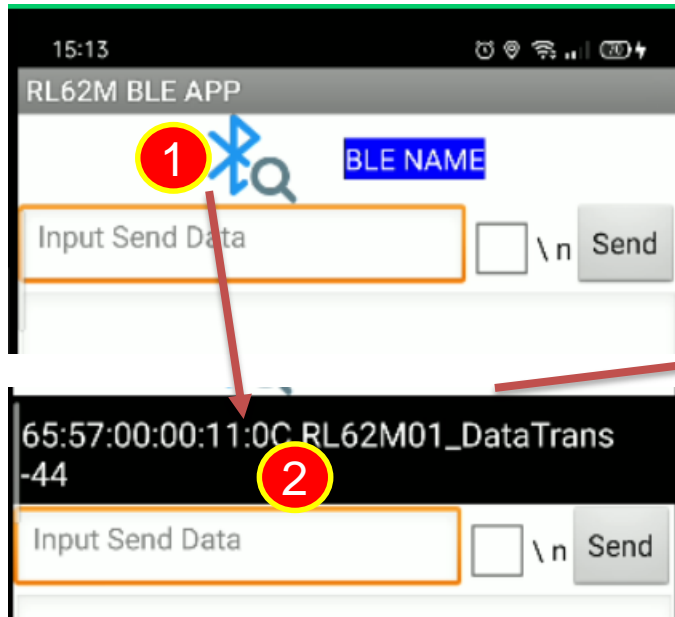 15:13
20
RL62M BLE APP
1
BLE NAME
Input Send Data
\ n
Send
65:57:00:00:11:0C RL62M01_DataTrans
-44
2
Input Send Data
\ n
Send